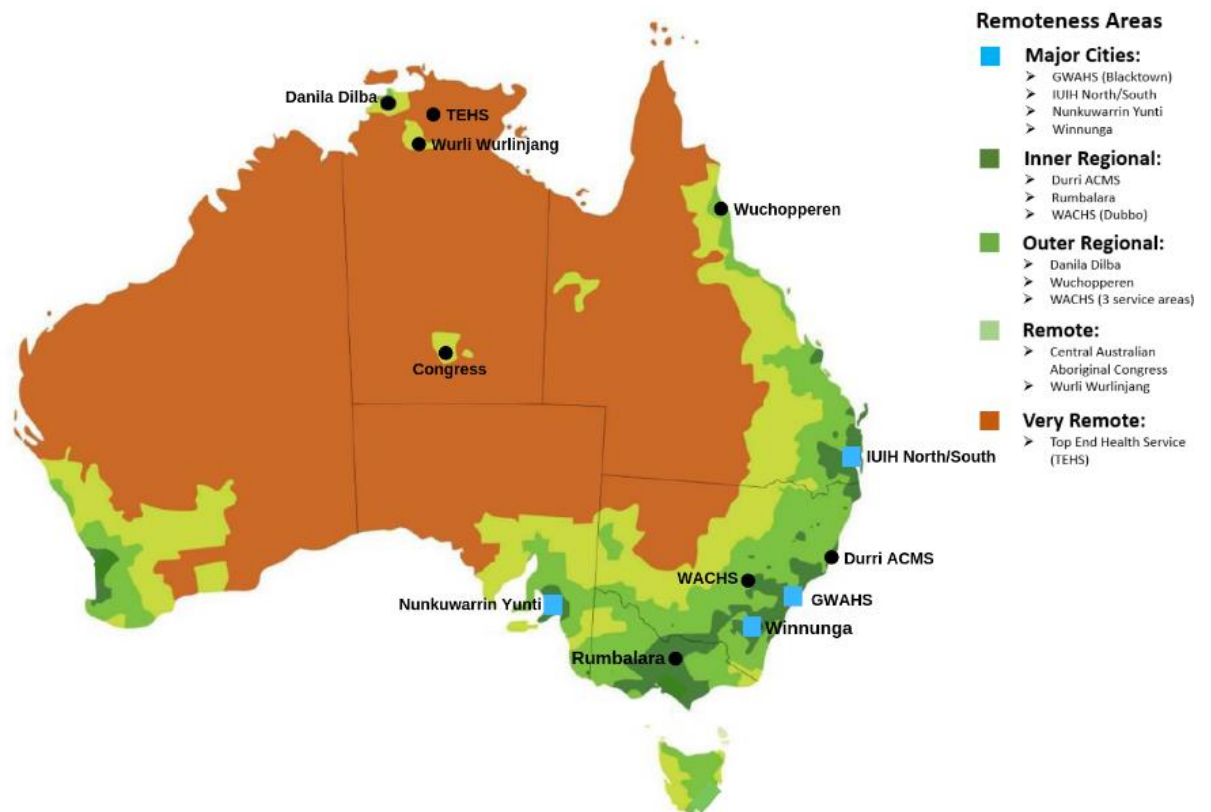 Remoteness Areas
Major Cities:
➤ GWAHS (Blacktown)
➤ IUIH North/South
➤ Nunkuwarrin Yunti
➤ Winnunga
Inner Regional:
➤ Durri ACMS
➤ Rumbalara
➤ WACHS (Dubbo)
Outer Regional:
➤ Danila Dilba
➤ Wuchopperen
➤ WACHS (3 service areas)
Remote:
➤ Central Australian
Aboriginal Congress
➤ Wurli Wurlinjang
Very Remote:
➤ Top End Health Service
(TEHS)
Danila Dilba
TEHS
Wurli Wurlinjang
Wuchopperen
Congress
IUIH North/South
Durri ACMS
WACHS
GWAHS
Nunkuwarrin Yunti
Winnunga
Rumbalara